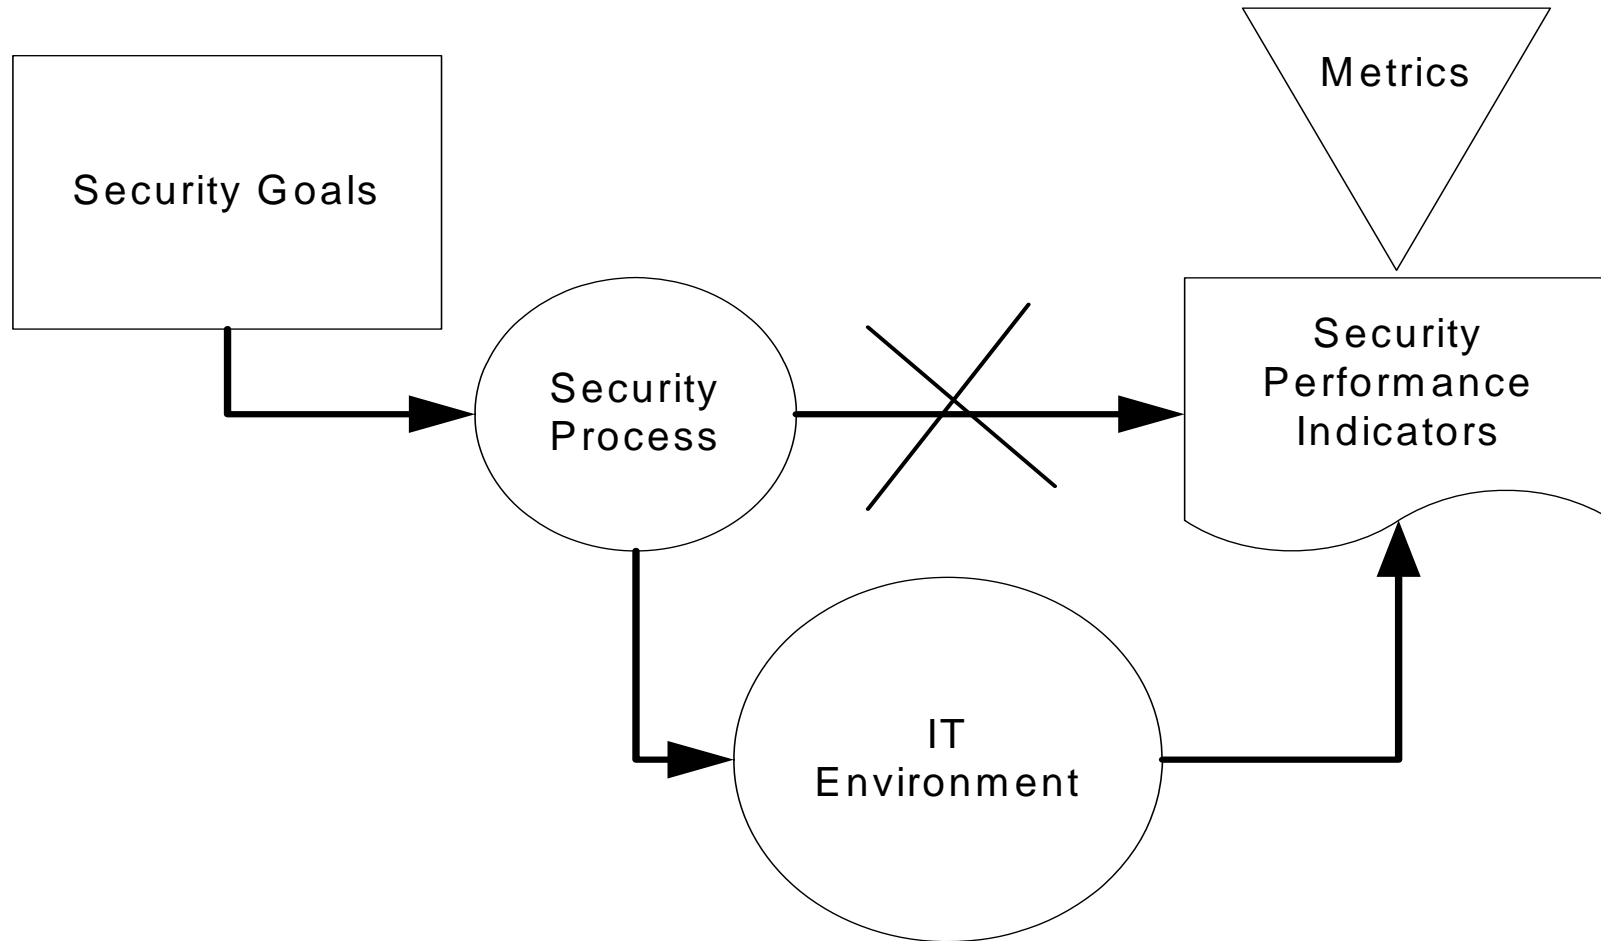 Metrics
Security Goals
Security
Performance
Indicators
Security
Process
IT
Environment